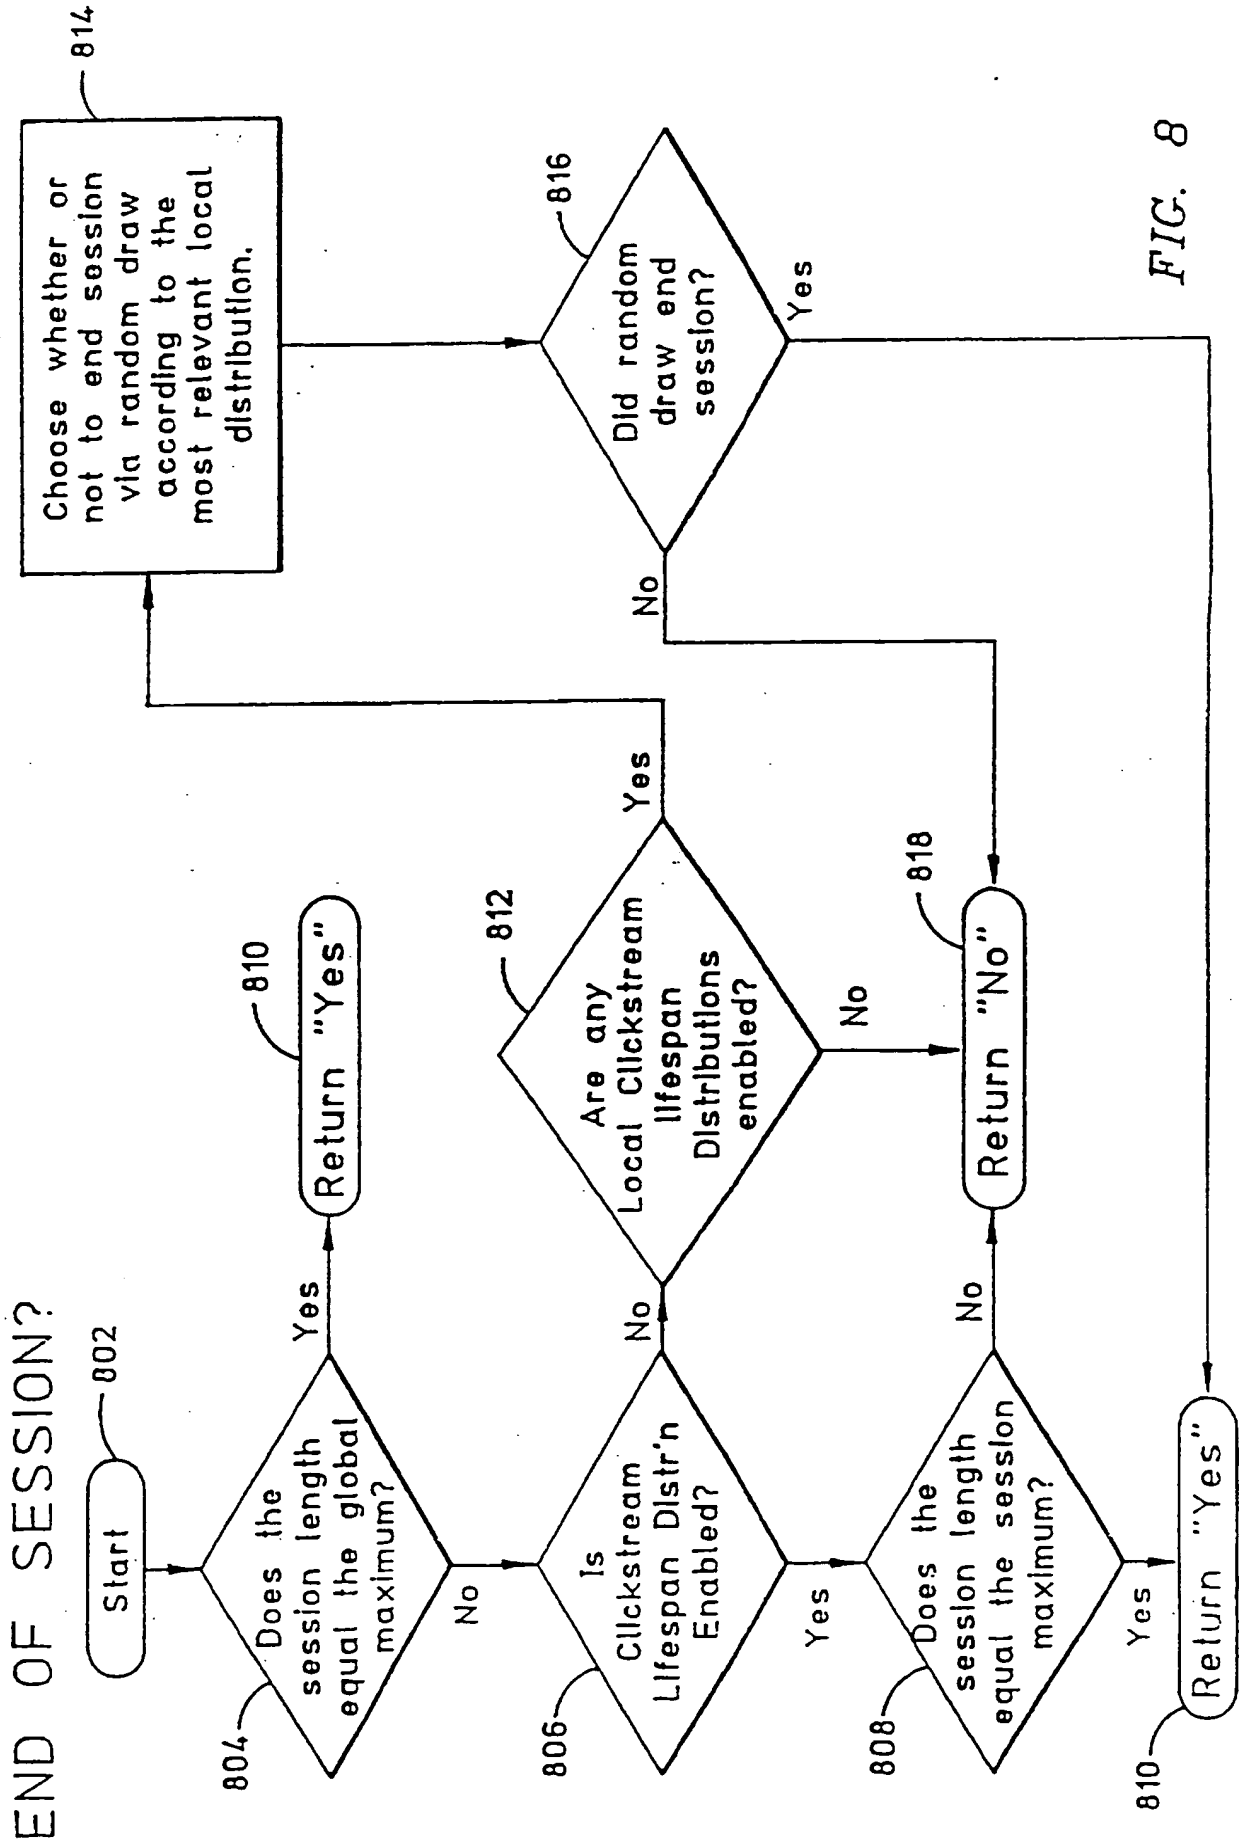 END OF SESSION?
Start
802
Does the
session length
equal the global
maximum?
804
Yes
Return "Yes"
810
No
Is
Clickstream
Lifespan Distr'n
Enabled?
806
No
Are any
Local Clickstream
lifespan
Distributions
enabled?
812
Yes
Choose whether or
not to end session
via random draw
according to the
most relevant local
distribution.
814
Did random
draw end
session?
816
No
Yes
No
Yes
Does the
session length
equal the session
maximum?
808
No
Return "No"
818
Yes
Return "Yes"
810
FIG. 8